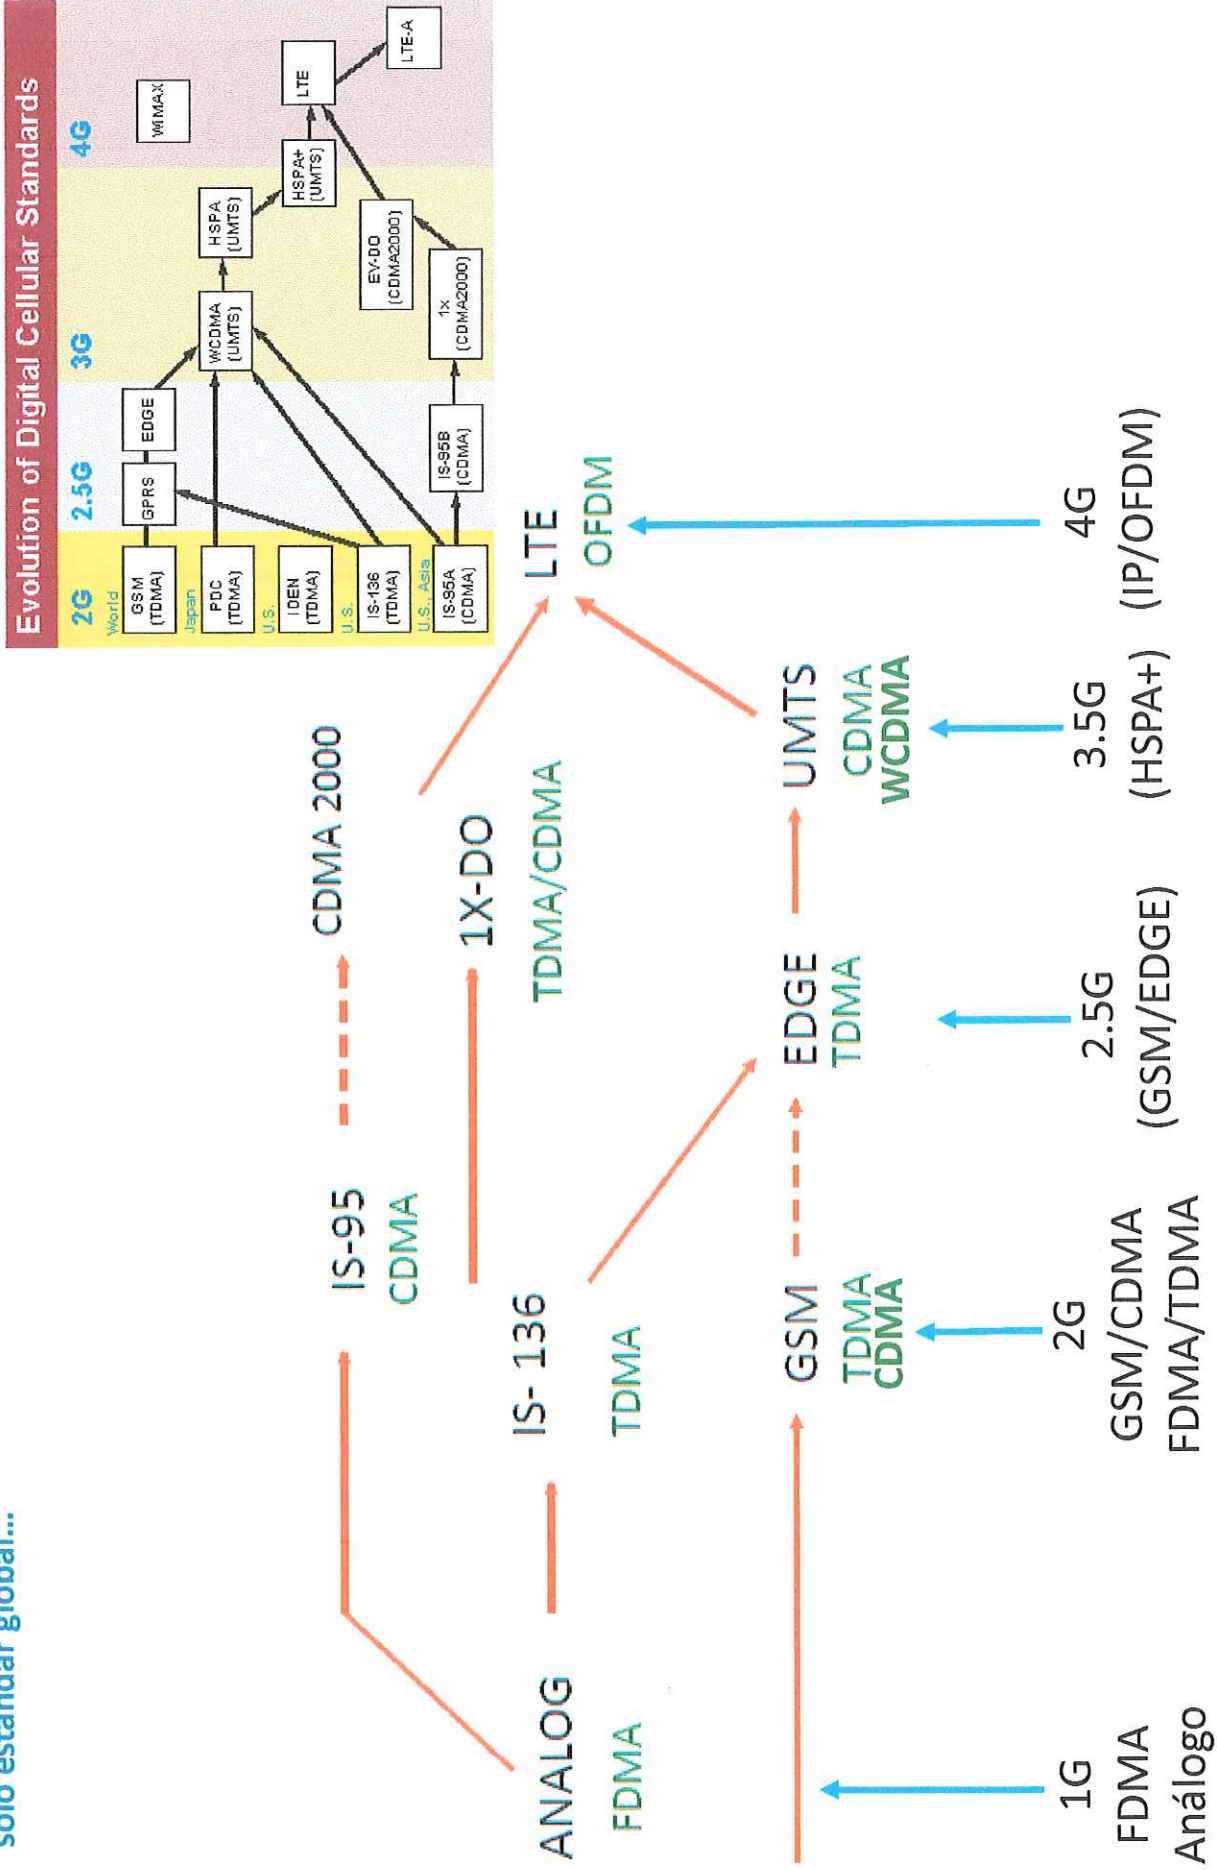 solo estándar global...
Evolution of Digital Cellular Standards
2G
2.5G
3G
4G
World
GSM
(TDMA)
GPRS
EDGE
WiMAX
Japan
PDC
(TDMA)
WCDMA
(UMTS)
HSPA
(UMTS)
U.S.
IDEN
(TDMA)
HSPA+
(UMTS)
LTE
U.S.
IS-136
(TDMA)
EV-DO
(CDMA2000)
LTE-A
U.S., Asia
IS-95A
(CDMA)
IS-95B
(CDMA)
1x
(CDMA2000)
IS-95
CDMA
CDMA 2000
1X-DO
TDMA/CDMA
ANALOG
FDMA
IS- 136
TDMA
LTE
OFDM
GSM
TDMA
CDMA
EDGE
TDMA
UMTS
CDMA
WCDMA
1G
FDMA
Análogo
2G
GSM/CDMA
FDMA/TDMA
2.5G
(GSM/EDGE)
3.5G
(HSPA+)
4G
(IP/OFDM)